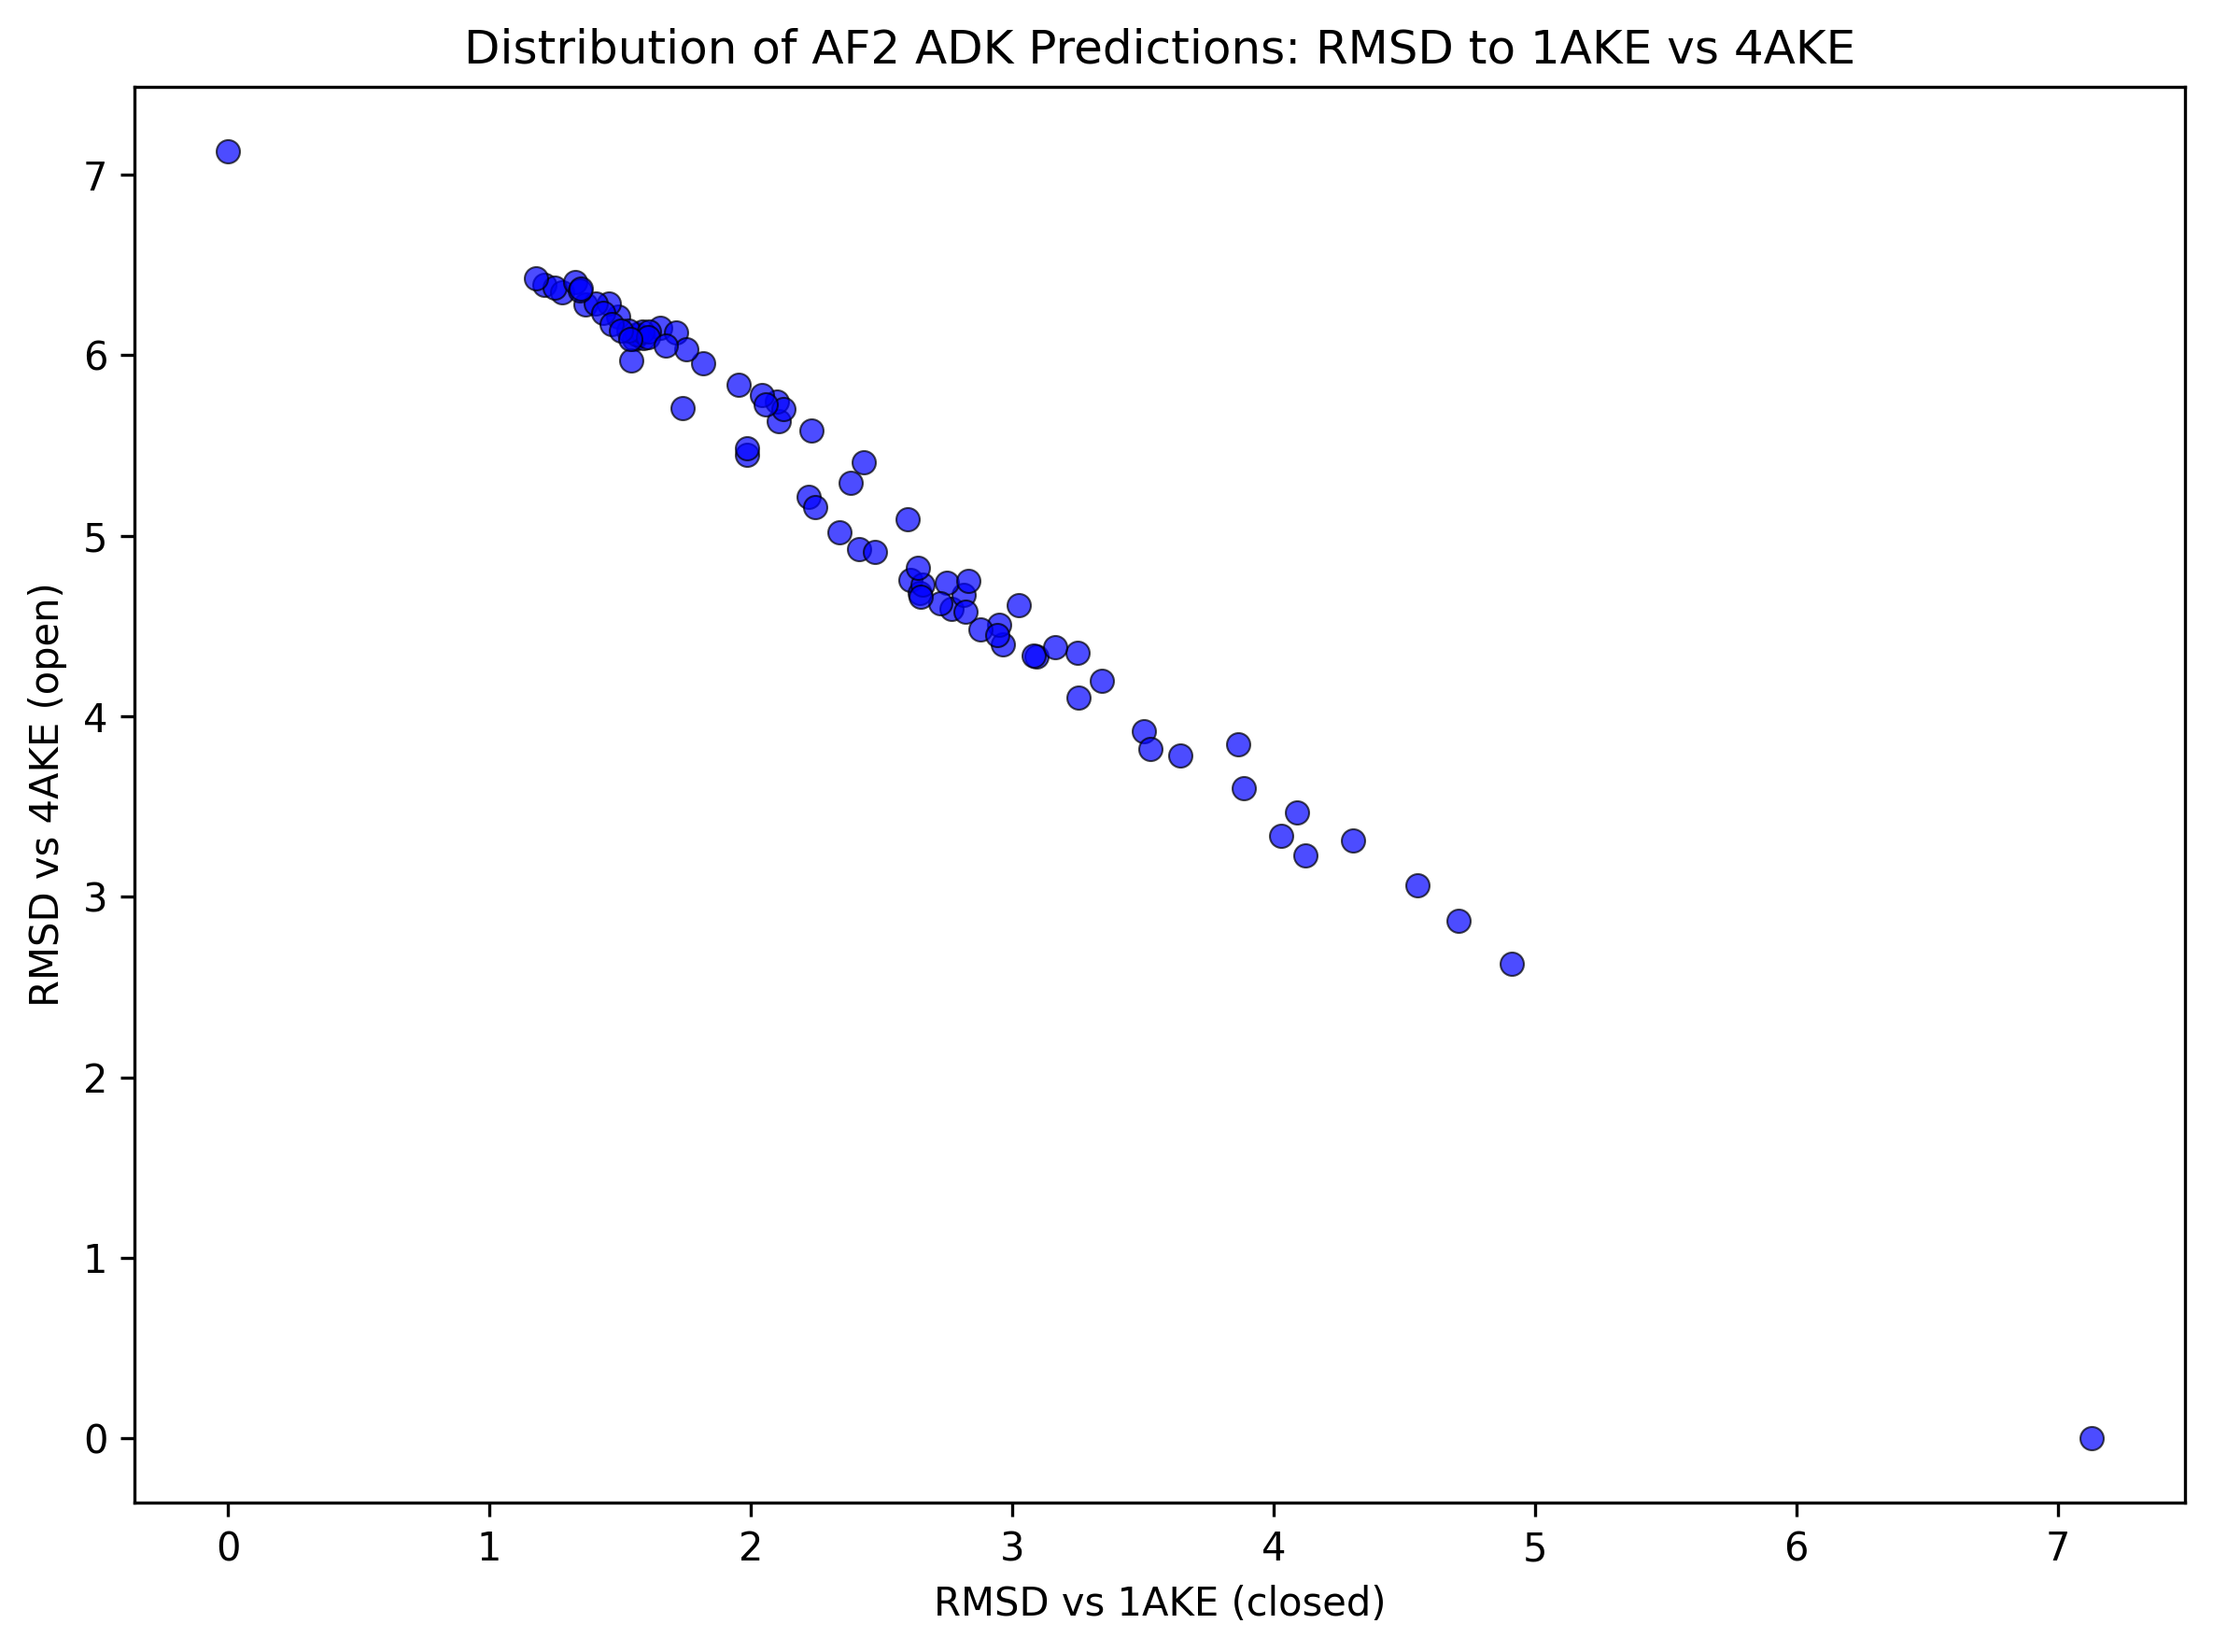 Distribution of AF2 ADK Predictions: RMSD to 1AKE vs 4AKE
RMSD vs 4AKE (open)
7
6
5
4
3
2
1
0
0 1 2 3 4 5 6 7
RMSD vs 1AKE (closed)